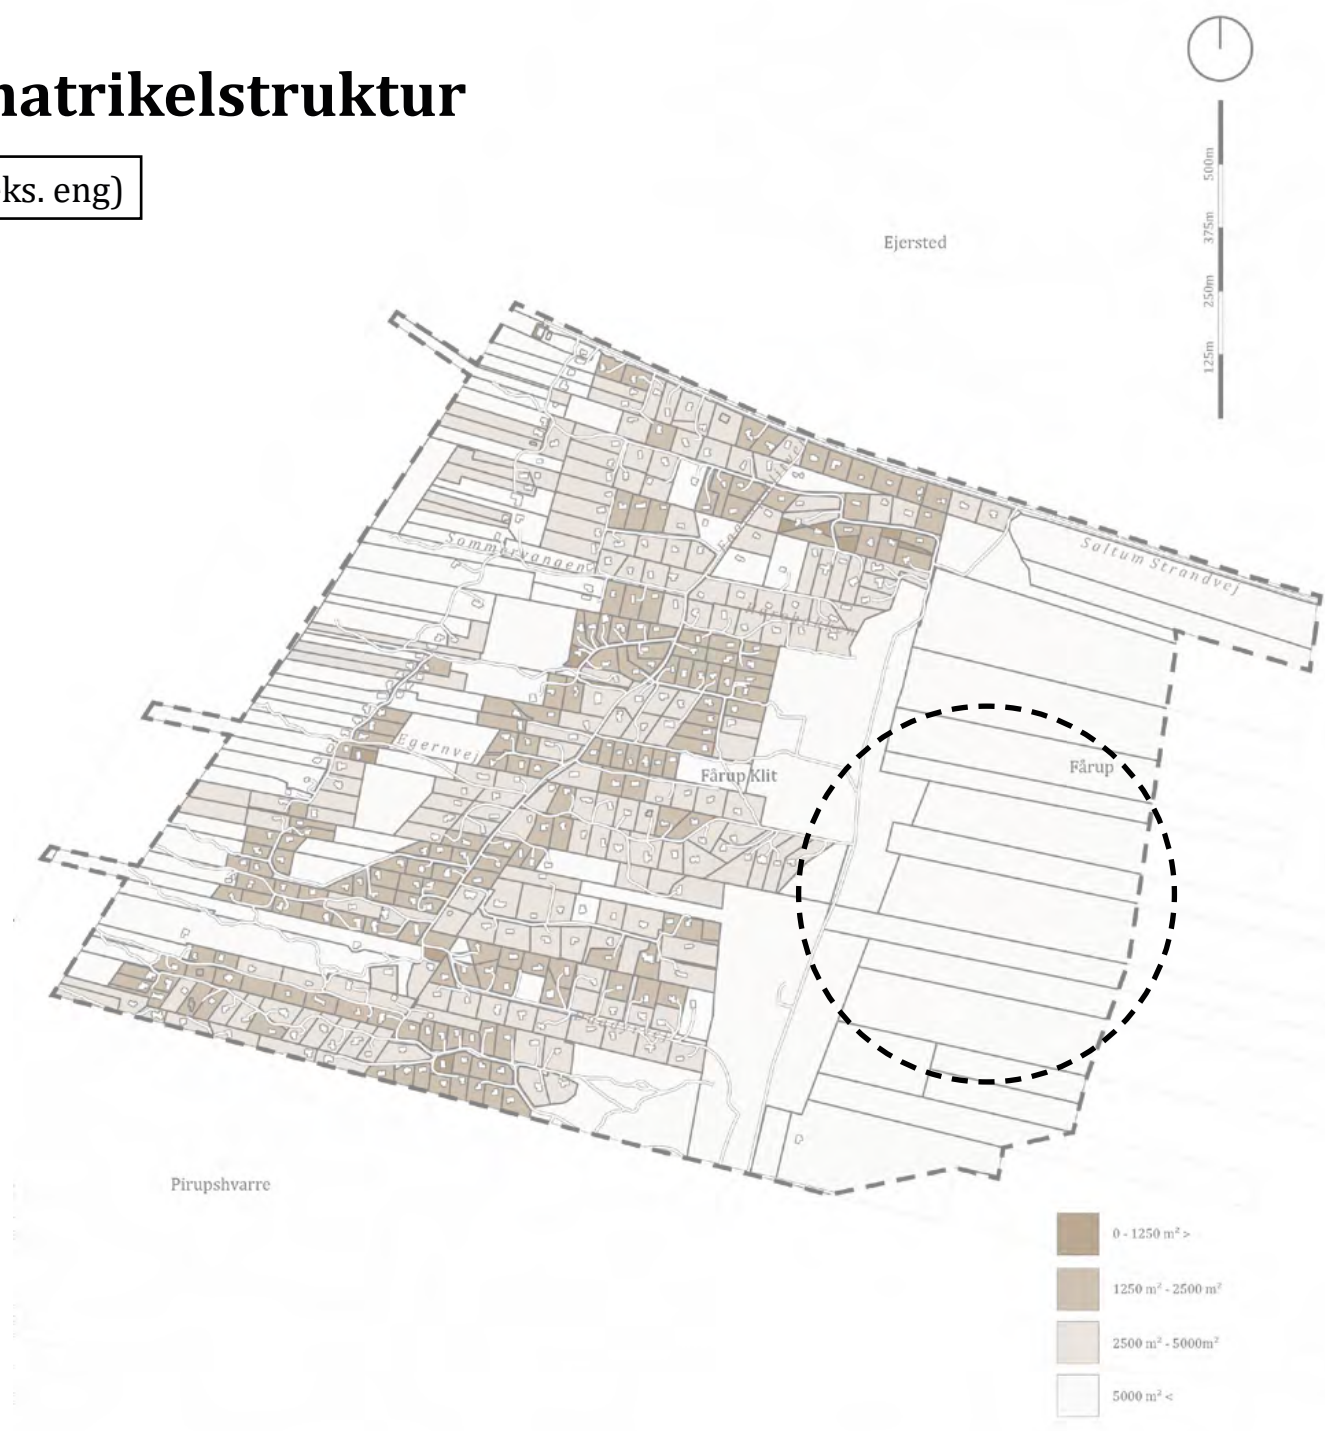 natrikelstruktur
ks. eng)
500m
375m
250m
125m
Ejersted
Saltum Strandvej
Sommervangen
Egernvej
Fårup Klit
Fårup
Pirupshvarre
0 - 1250 m² >
1250 m² - 2500 m²
2500 m² - 5000m²
5000 m² <